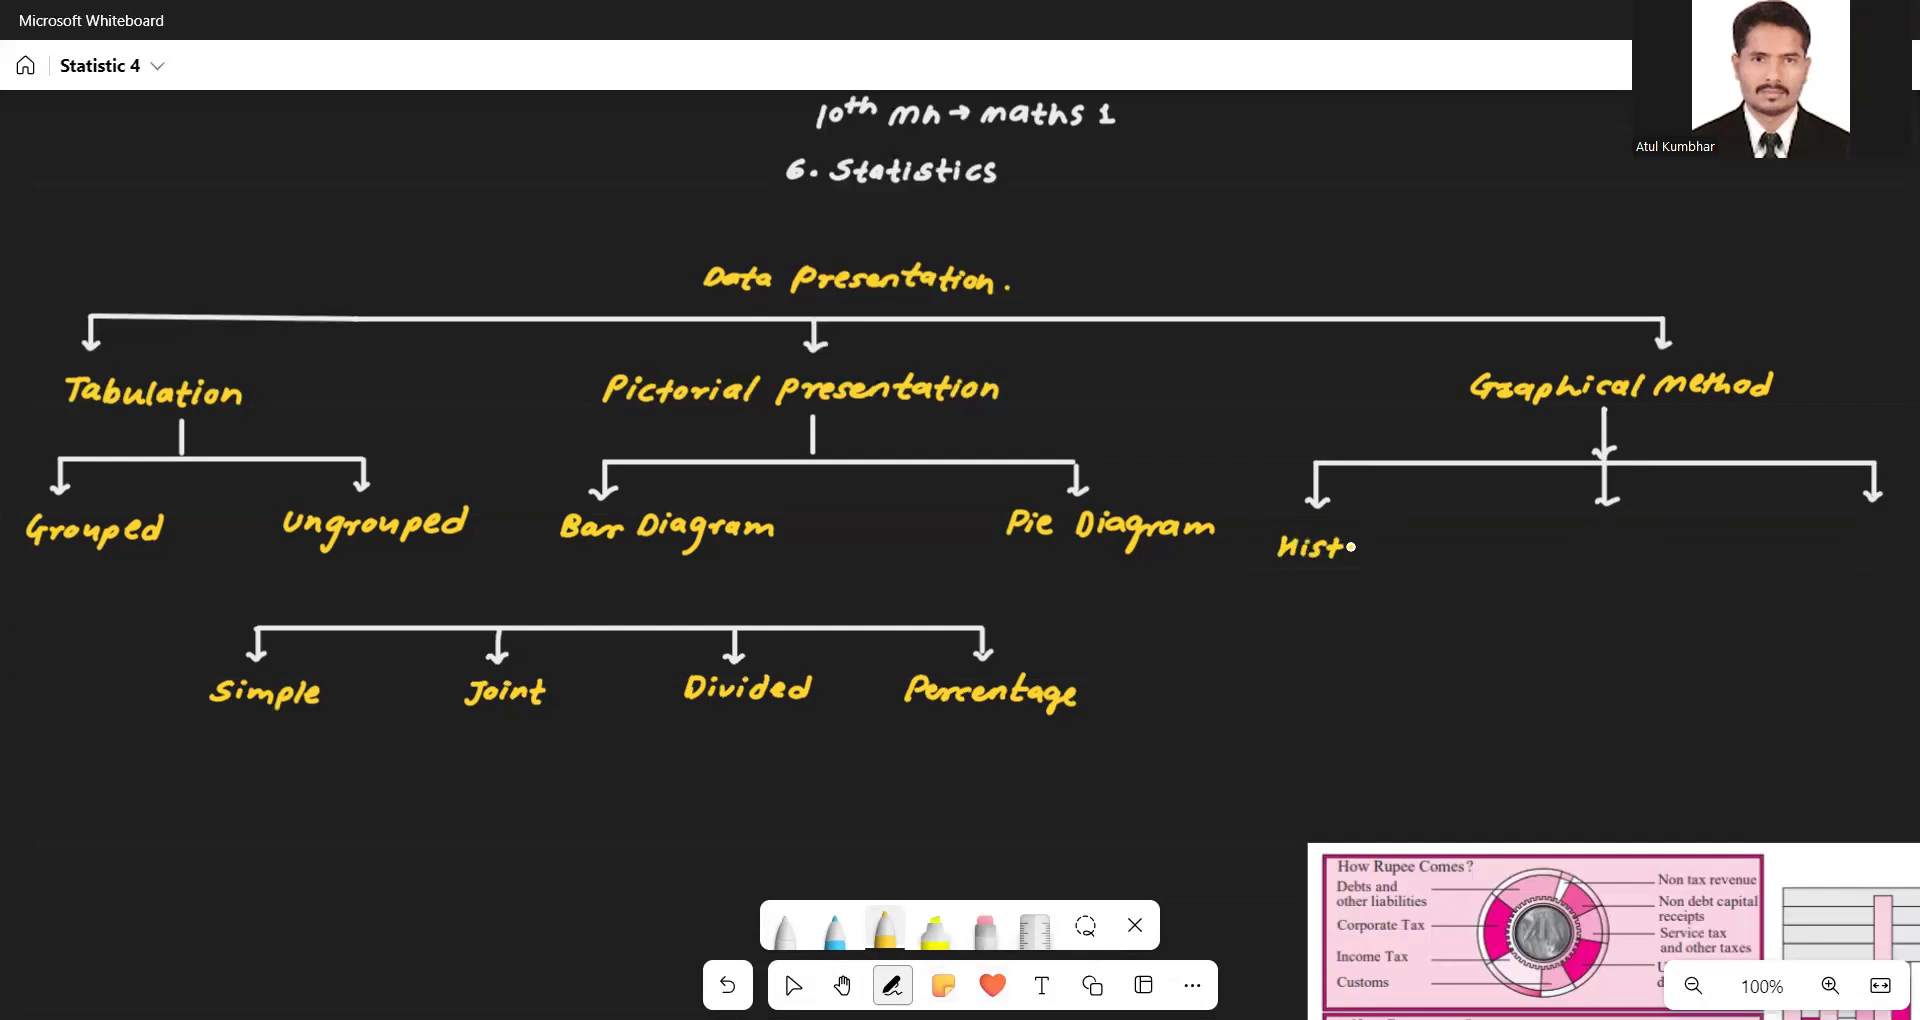 Microsoft Whiteboard
Statistic 4
Atul Kumbhar
10th mh → maths 1
6. Statistics
Data Presentation.
Tabulation
Pictorial presentation
Graphical method
Grouped
Ungrouped
Bar Diagram
Pie Diagram
Hist
Simple
Joint
Divided
Percentage
How Rupee Comes?
Debts and
other liabilities
Corporate Tax
Income Tax
Customs
Non tax revenue
Non debt capital
receipts
Service tax
and other taxes
100%